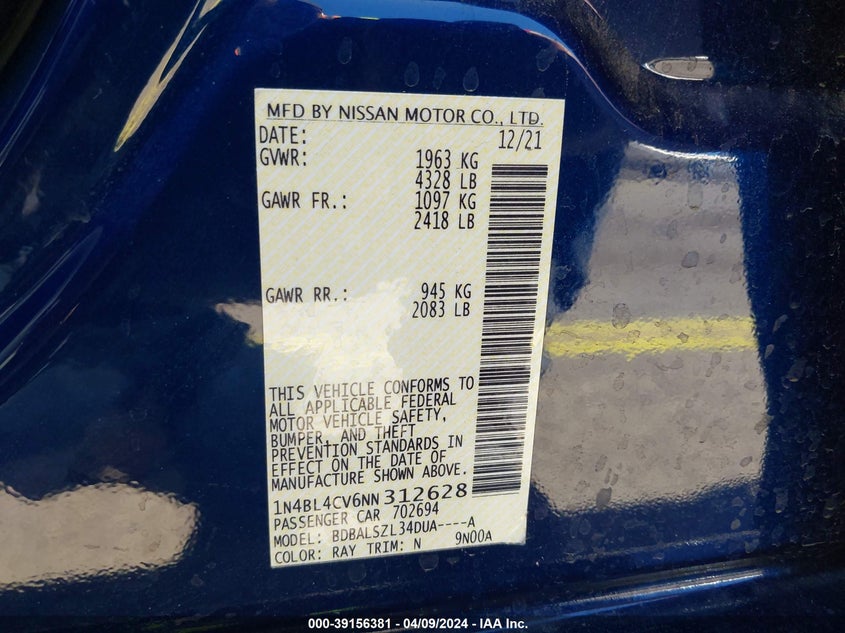 MFD BY NISSAN MOTOR CO., LTD.
DATE: 12/21
GVWR: 1963 KG
4328 LB
GAWR FR.: 1097 KG
2418 LB
GAWR RR.: 945 KG
2083 LB
THIS VEHICLE CONFORMS TO
ALL APPLICABLE FEDERAL
MOTOR VEHICLE SAFETY,
BUMPER, AND THEFT
PREVENTION STANDARDS IN
EFFECT ON THE DATE OF
MANUFACTURE SHOWN ABOVE.
1N4BL4CV6NN312628
PASSENGER CAR 702694
MODEL: BDBALSZL34DUA----A
COLOR: RAY TRIM: N 9N00A
000-39156381 - 04/09/2024 - IAA Inc.